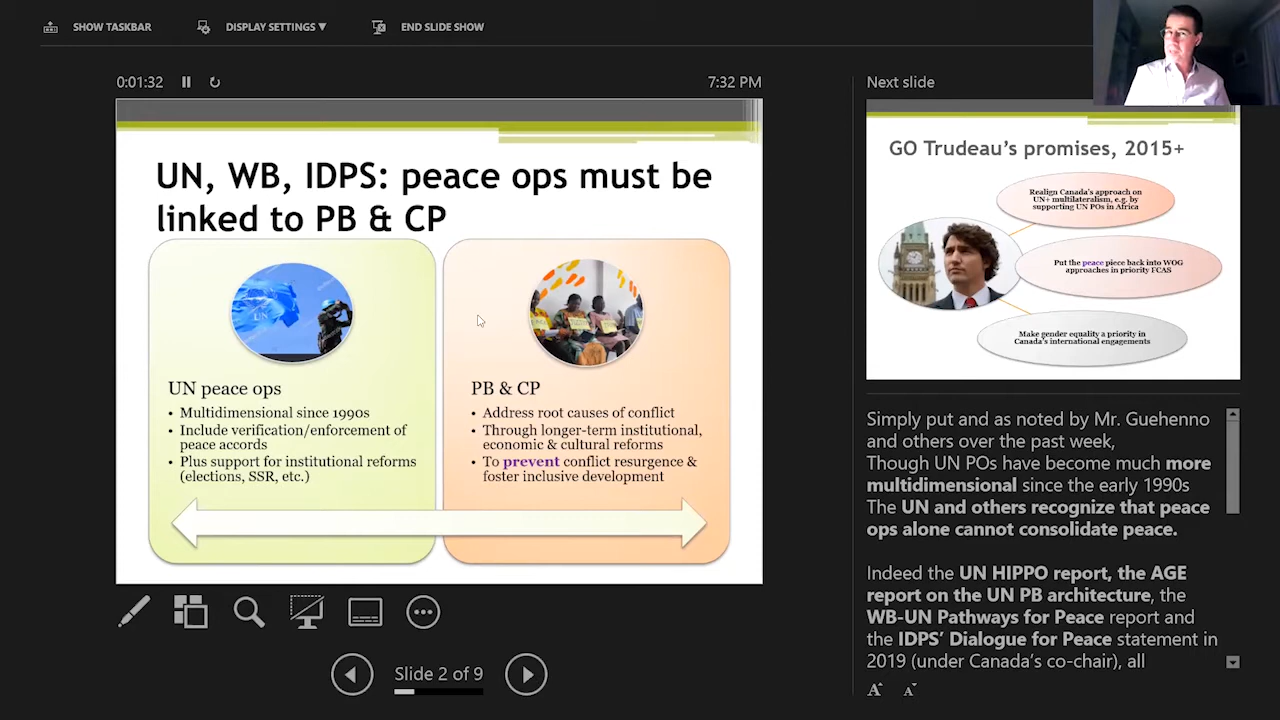 SHOW TASKBAR
DISPLAY SETTINGS ▼
END SLIDE SHOW
0:01:32
7:32 PM
UN, WB, IDPS: peace ops must be
linked to PB & CP
UN
UN peace ops
• Multidimensional since 1990s
• Include verification/enforcement of
peace accords
• Plus support for institutional reforms
(elections, SSR, etc.)
PB & CP
• Address root causes of conflict
• Through longer-term institutional,
economic & cultural reforms
• To prevent conflict resurgence &
foster inclusive development
Slide 2 of 9
Next slide
GO Trudeau's promises, 2015+
Realign Canada's approach on
UN+ multilateralism, e.g. by
supporting UN POs in Africa
Put the peace piece back into WOG
approaches in priority FCAS
Make gender equality a priority in
Canada's international engagements
Simply put and as noted by Mr. Guehenno
and others over the past week,
Though UN POs have become much more
multidimensional since the early 1990s
The UN and others recognize that peace
ops alone cannot consolidate peace.
Indeed the UN HIPPO report, the AGE
report on the UN PB architecture, the
WB-UN Pathways for Peace report and
the IDPS' Dialogue for Peace statement in
2019 (under Canada's co-chair), all
A A